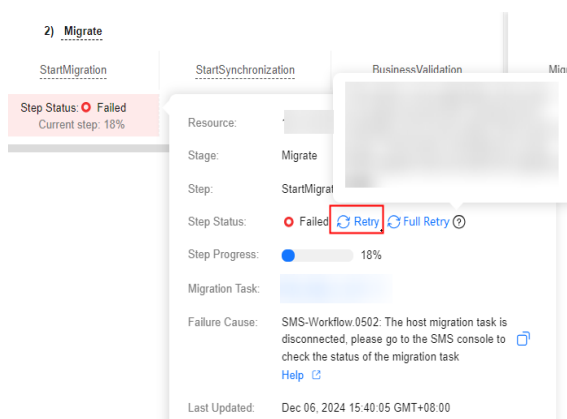 2) Migrate
StartMigration StartSynchronization BusinessValidation
Step Status: Failed
Current step: 18%
Resource:
Stage: Migrate
Step:
Step Status: Failed Retry Full Retry
Step Progress: 18%
Migration Task:
Failure Cause: SMS-Workflow.0502: The host migration task is
disconnected, please go to the SMS console to
check the status of the migration task
Help
Last Updated: Dec 06, 2024 15:40:05 GMT+08:00